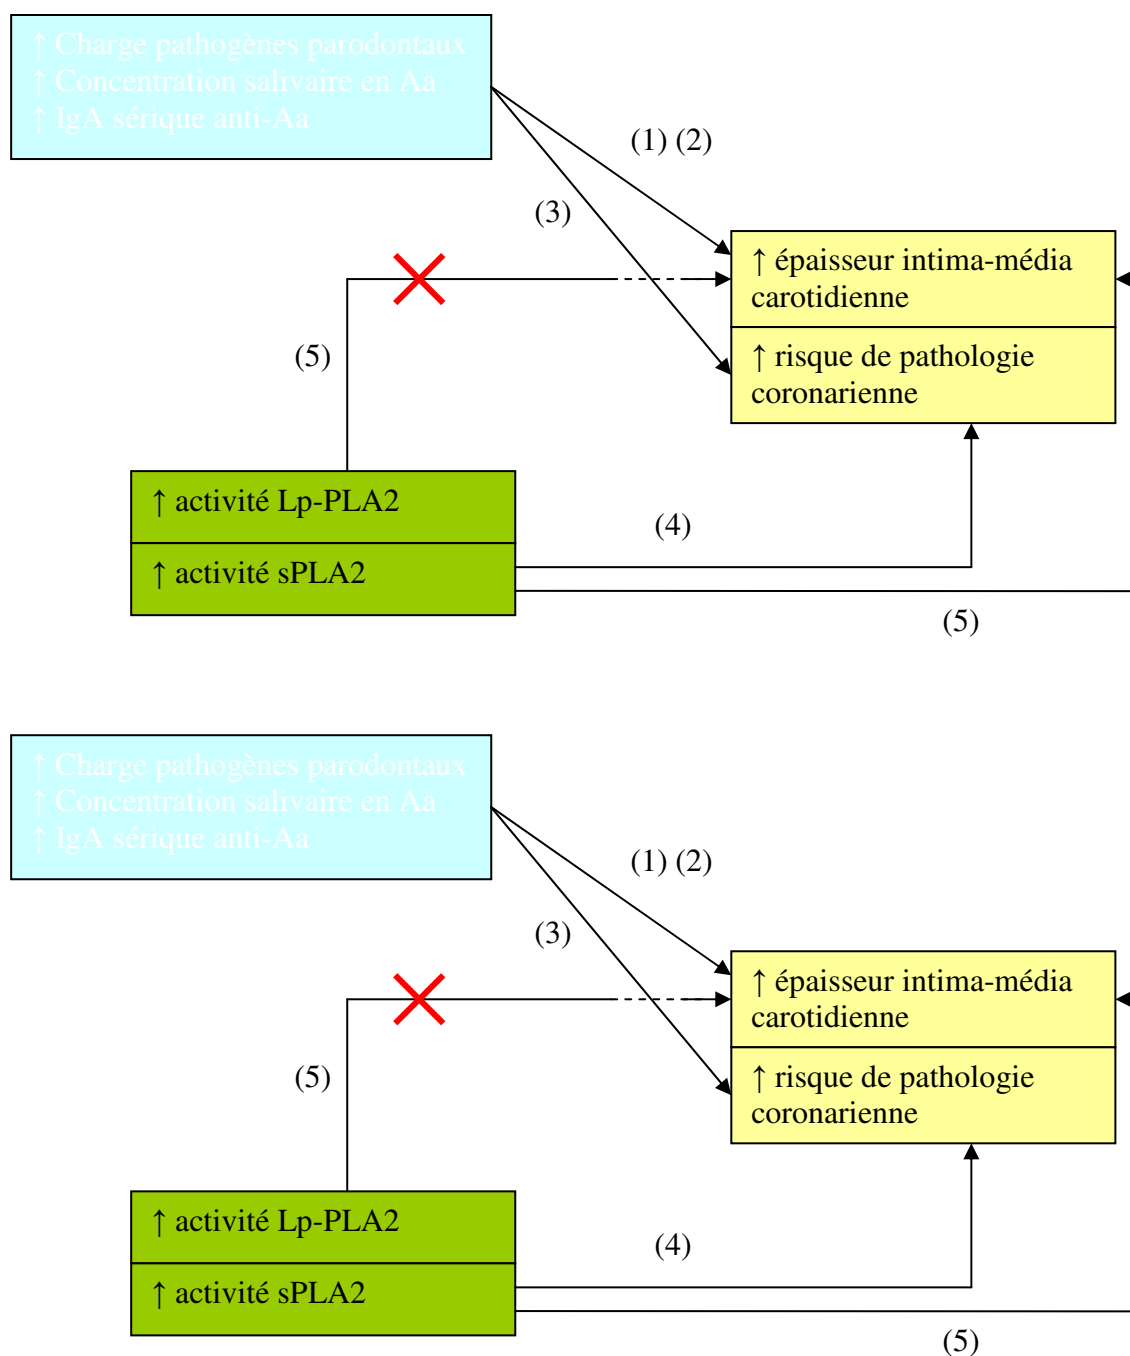 ↑ Charge pathogènes parodontaux
↑ Concentration salivaire en Aa
↑ IgA sérique anti-Aa
(1) (2)
(3)
↑ épaisseur intima-média
carotidienne
(5)
↑ risque de pathologie
coronarienne
↑ activité Lp-PLA2
(4)
↑ activité sPLA2
(5)
↑ Charge pathogènes parodontaux
↑ Concentration salivaire en Aa
↑ IgA sérique anti-Aa
(1) (2)
(3)
↑ épaisseur intima-média
carotidienne
(5)
↑ risque de pathologie
coronarienne
↑ activité Lp-PLA2
(4)
↑ activité sPLA2
(5)